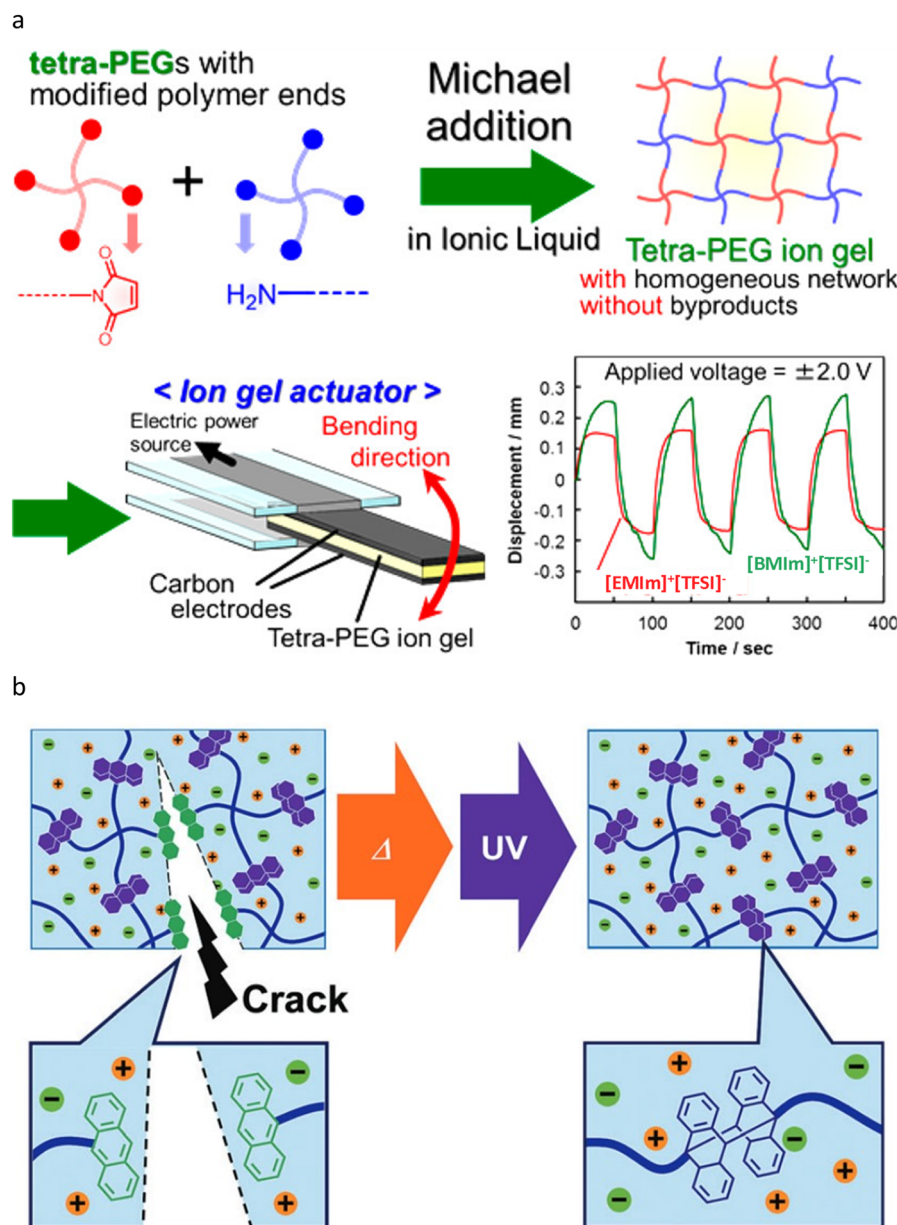 a
tetra-PEGs with
modified polymer ends
+
Michael
addition
in Ionic Liquid
O
N
O
H₂N
Tetra-PEG ion gel
with homogeneous network
without byproducts
< Ion gel actuator >
Electric power
source
Bending
direction
Carbon
electrodes
Tetra-PEG ion gel
Applied voltage = ±2.0 V
Displecement / mm
0.3
0.2
0.1
0
-0.1
-0.2
-0.3
[EMIm]⁺[TFSI]⁻
[BMIm]⁺[TFSI]⁻
0 100 200 300 400
Time / sec
b
Δ
UV
Crack